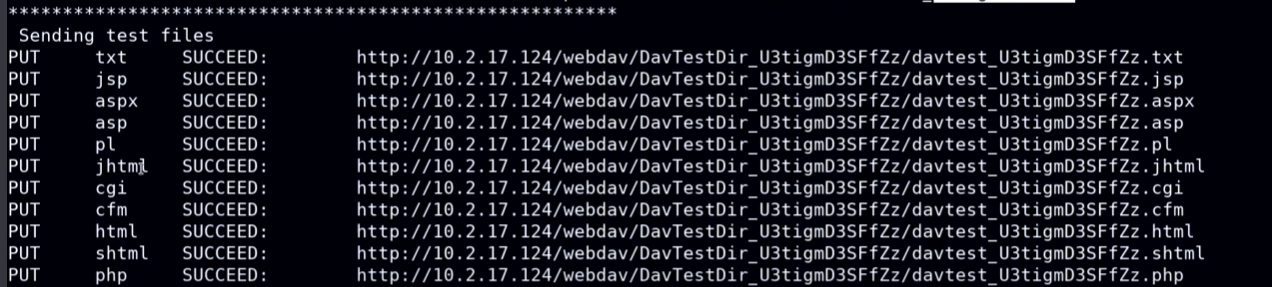 *********************************************************
Sending test files
PUT txt SUCCEED: http://10.2.17.124/webdav/DavTestDir_U3tigmD3SFfZz/davtest_U3tigmD3SFfZz.txt
PUT jsp SUCCEED: http://10.2.17.124/webdav/DavTestDir_U3tigmD3SFfZz/davtest_U3tigmD3SFfZz.jsp
PUT aspx SUCCEED: http://10.2.17.124/webdav/DavTestDir_U3tigmD3SFfZz/davtest_U3tigmD3SFfZz.aspx
PUT asp SUCCEED: http://10.2.17.124/webdav/DavTestDir_U3tigmD3SFfZz/davtest_U3tigmD3SFfZz.asp
PUT pl SUCCEED: http://10.2.17.124/webdav/DavTestDir_U3tigmD3SFfZz/davtest_U3tigmD3SFfZz.pl
PUT jhtml SUCCEED: http://10.2.17.124/webdav/DavTestDir_U3tigmD3SFfZz/davtest_U3tigmD3SFfZz.jhtml
PUT cgi SUCCEED: http://10.2.17.124/webdav/DavTestDir_U3tigmD3SFfZz/davtest_U3tigmD3SFfZz.cgi
PUT cfm SUCCEED: http://10.2.17.124/webdav/DavTestDir_U3tigmD3SFfZz/davtest_U3tigmD3SFfZz.cfm
PUT html SUCCEED: http://10.2.17.124/webdav/DavTestDir_U3tigmD3SFfZz/davtest_U3tigmD3SFfZz.html
PUT shtml SUCCEED: http://10.2.17.124/webdav/DavTestDir_U3tigmD3SFfZz/davtest_U3tigmD3SFfZz.shtml
PUT php SUCCEED: http://10.2.17.124/webdav/DavTestDir_U3tigmD3SFfZz/davtest_U3tigmD3SFfZz.php